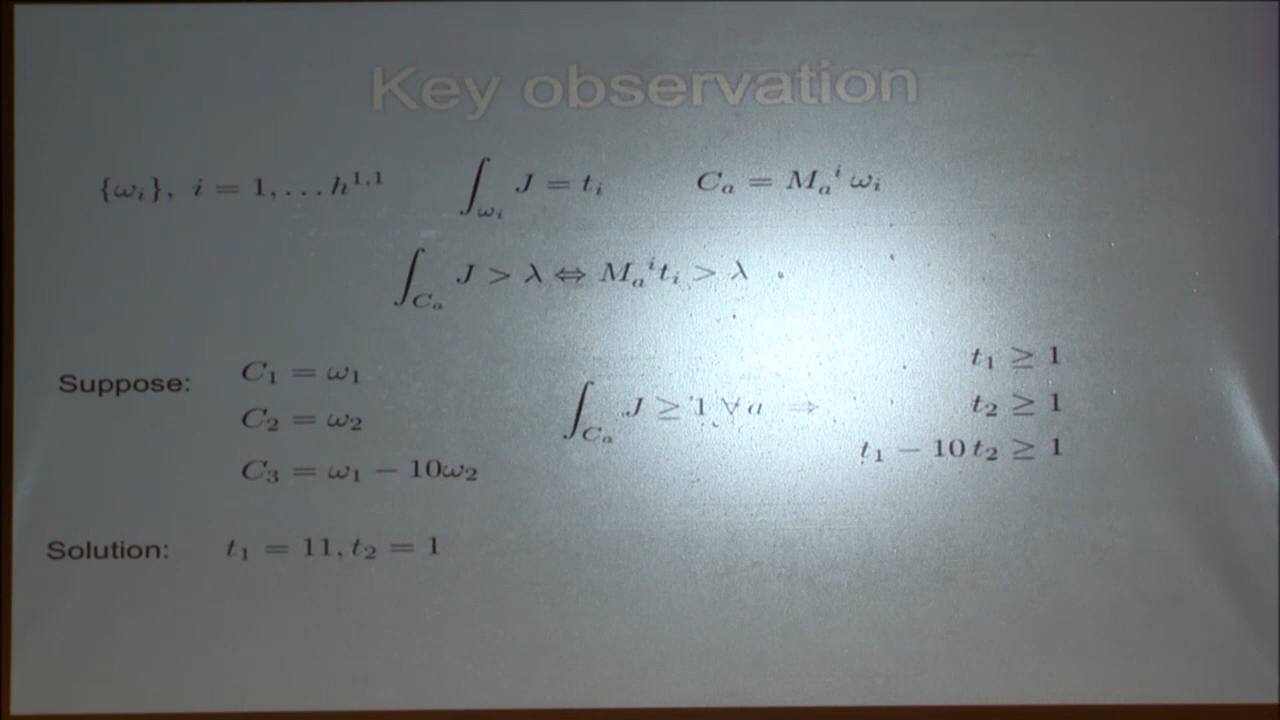 Key observation
{ω_i}, i = 1, ... h^{1,1} ∫_{ω_i} J = t_i C_a = M_a^i ω_i
∫_{C_a} J > λ ⇔ M_a^i t_i > λ
Suppose:
C_1 = ω_1
C_2 = ω_2
C_3 = ω_1 − 10ω_2
∫_{C_a} J ≥ 1 ∀ a ⇒
t_1 ≥ 1
t_2 ≥ 1
t_1 − 10 t_2 ≥ 1
Solution: t_1 = 11, t_2 = 1